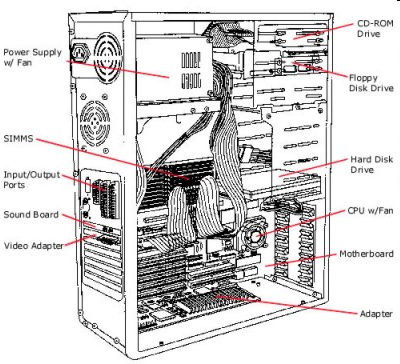 CD-ROM
Drive
Power Supply
w/ Fan
Floppy
Disk Drive
SIMMS
Input/Output
Ports
Hard Disk
Drive
Sound Board
CPU w/Fan
Video Adapter
Motherboard
Adapter